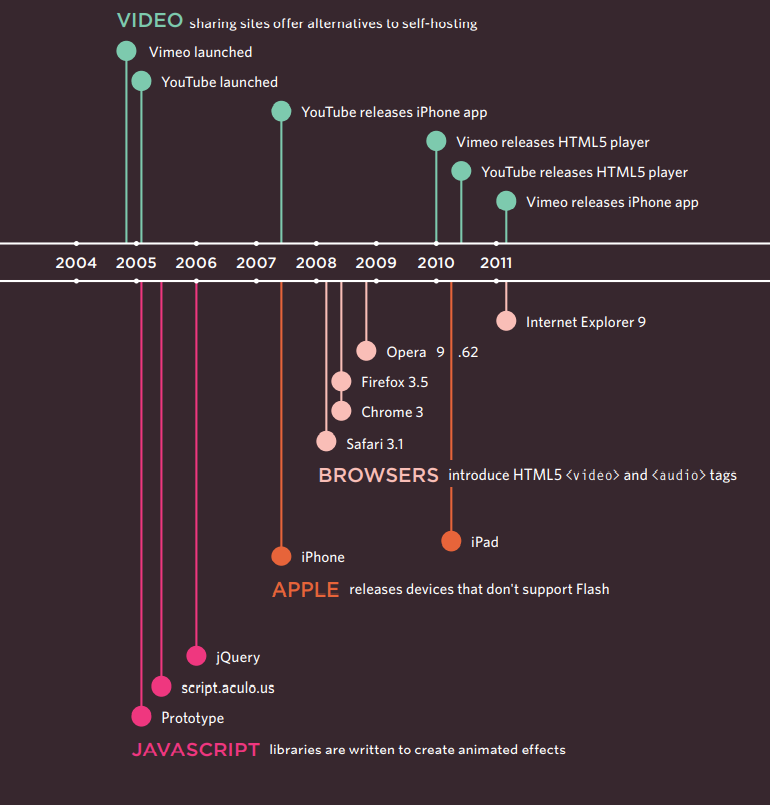 VIDEO sharing sites offer alternatives to self-hosting
Vimeo launched
YouTube launched
YouTube releases iPhone app
Vimeo releases HTML5 player
YouTube releases HTML5 player
Vimeo releases iPhone app
2004 2005 2006 2007 2008 2009 2010 2011
Internet Explorer 9
Opera 9 .62
Firefox 3.5
Chrome 3
Safari 3.1
BROWSERS introduce HTML5 <video> and <audio> tags
iPad
iPhone
APPLE releases devices that don't support Flash
jQuery
script.aculo.us
Prototype
JAVASCRIPT libraries are written to create animated effects